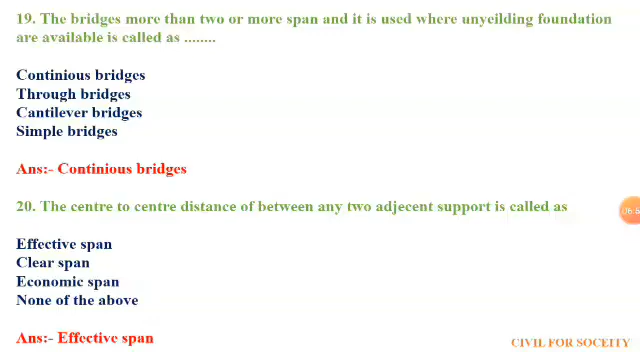 19. The bridges more than two or more span and it is used where unyeilding foundation
are available is called as ........
Continious bridges
Through bridges
Cantilever bridges
Simple bridges
Ans:- Continious bridges
20. The centre to centre distance of between any two adjecent support is called as
Effective span
Clear span
Economic span
None of the above
Ans:- Effective span
CIVIL FOR SOCEITY